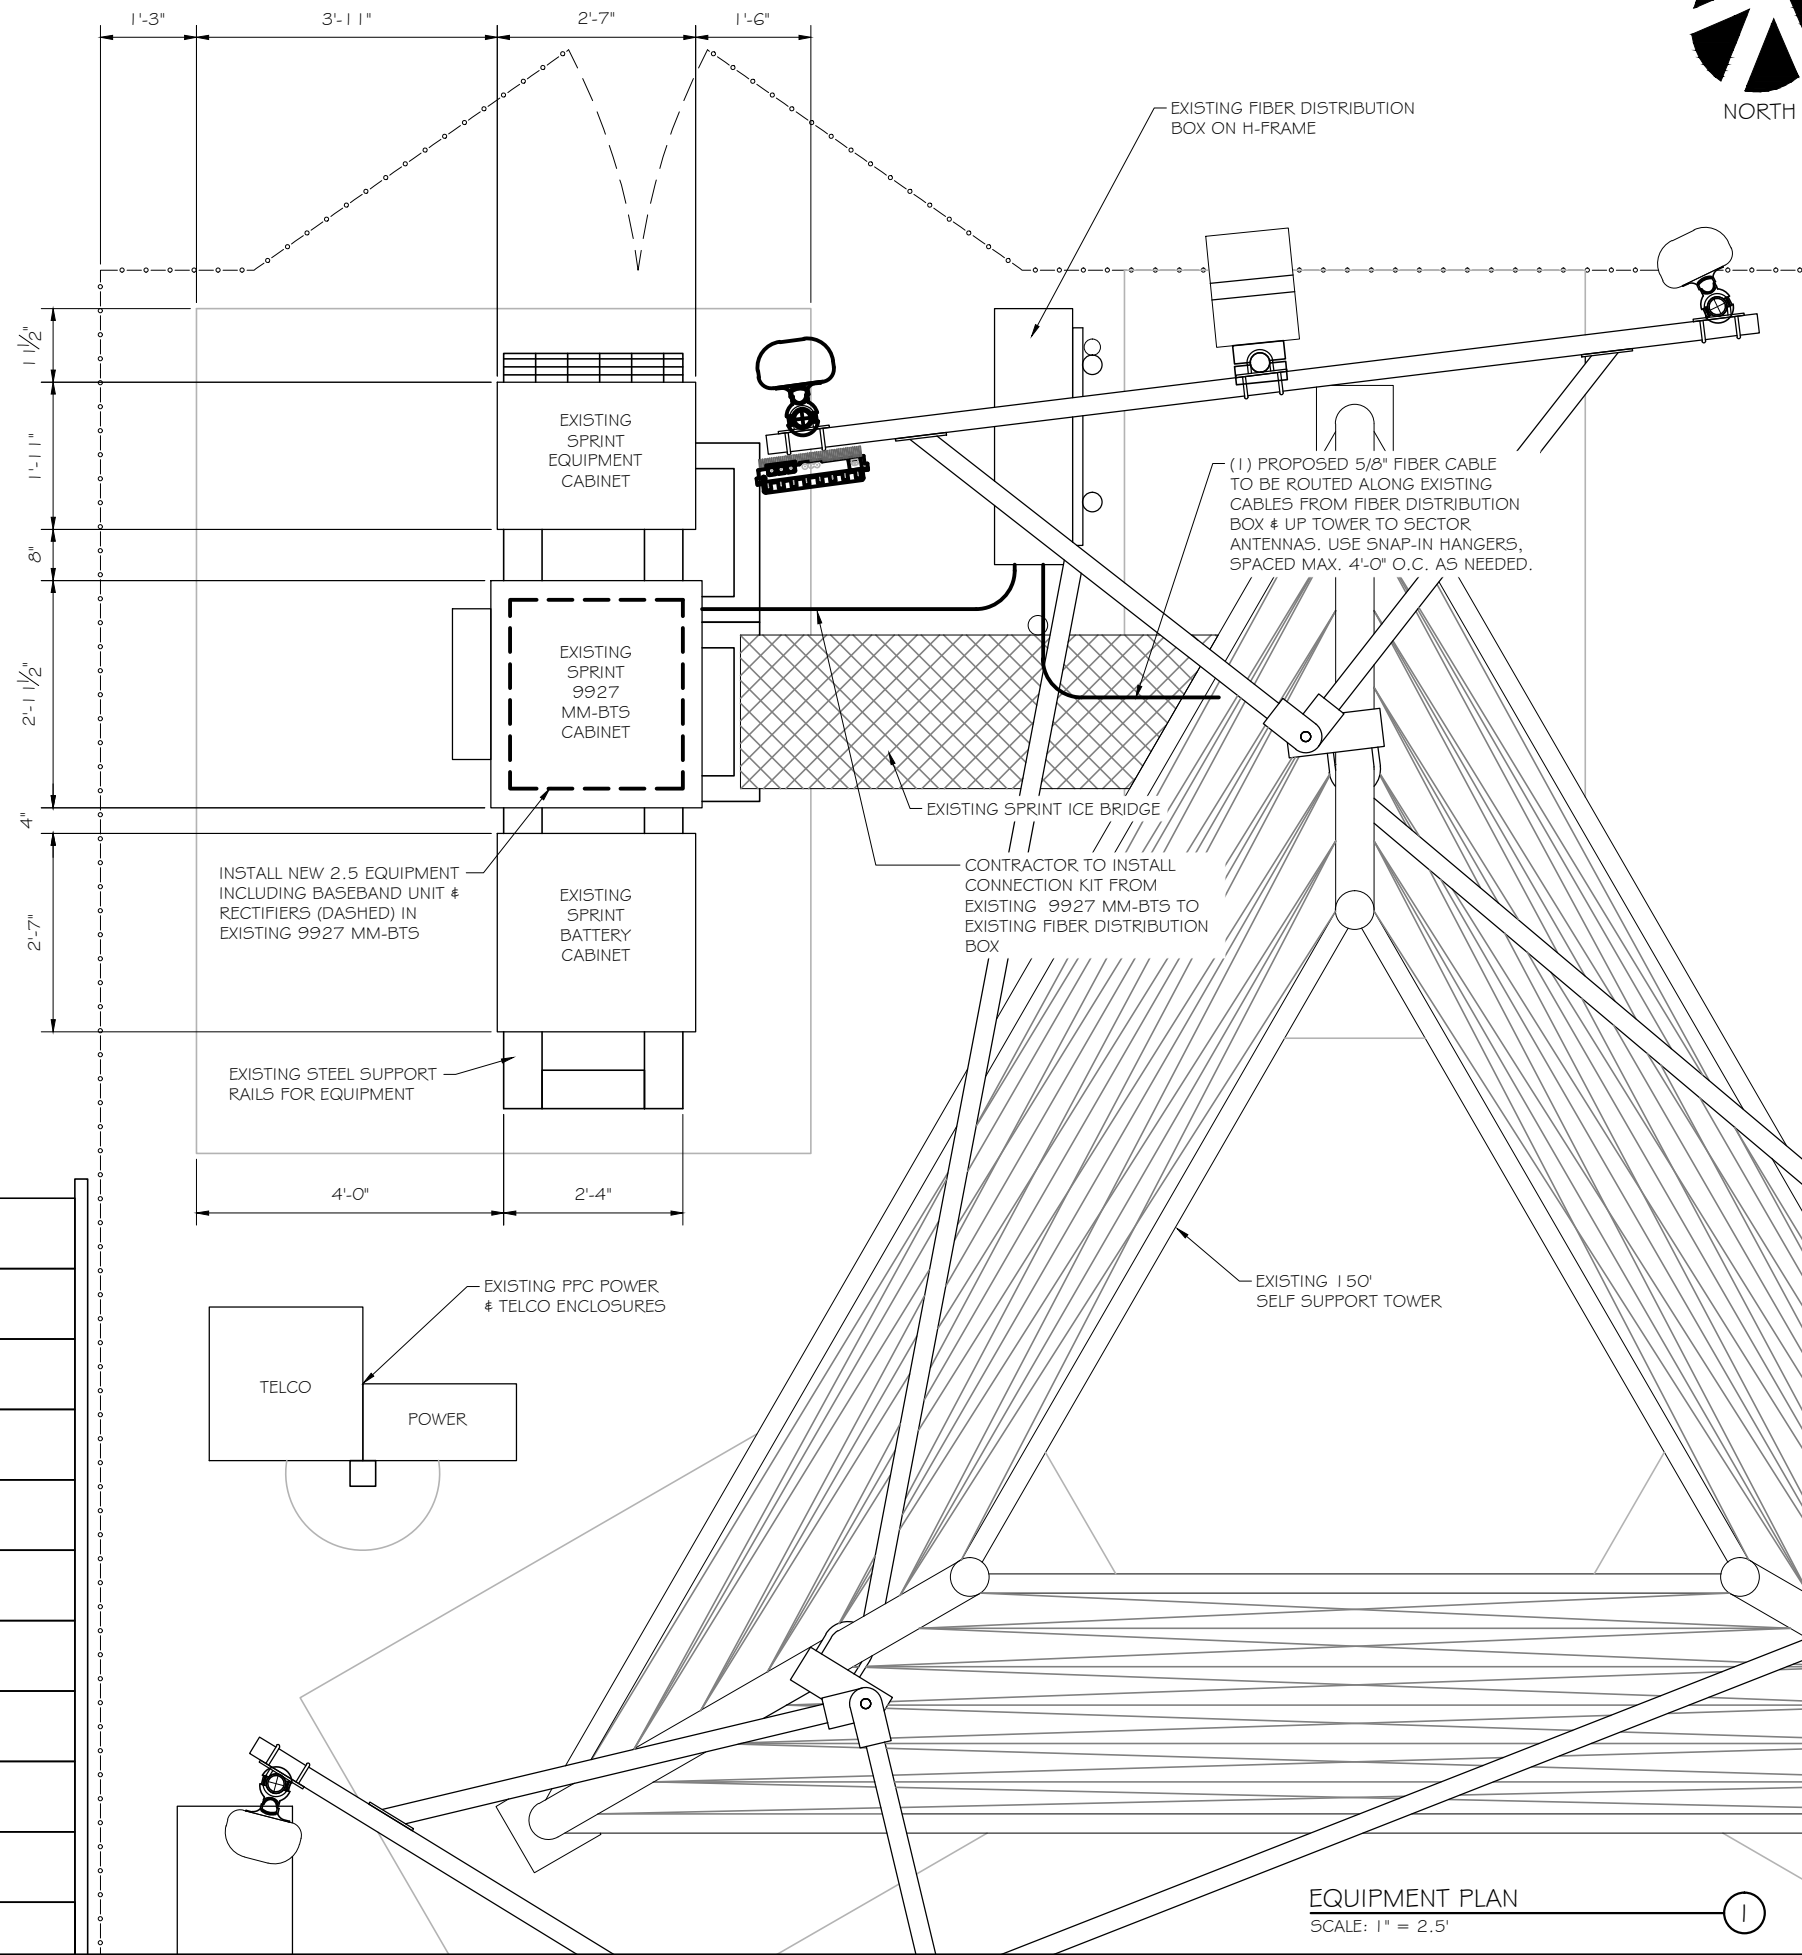 1'-3"
3'-11"
2'-7"
1'-6"
NORTH
EXISTING FIBER DISTRIBUTION
BOX ON H-FRAME
11½"
1'-11"
8"
2'-11½"
4"
2'-7"
EXISTING
SPRINT
EQUIPMENT
CABINET
(1) PROPOSED 5/8" FIBER CABLE
TO BE ROUTED ALONG EXISTING
CABLES FROM FIBER DISTRIBUTION
BOX & UP TOWER TO SECTOR
ANTENNAS. USE SNAP-IN HANGERS,
SPACED MAX. 4'-0" O.C. AS NEEDED.
EXISTING
SPRINT
9927
MM-BTS
CABINET
EXISTING SPRINT ICE BRIDGE
INSTALL NEW 2.5 EQUIPMENT
INCLUDING BASEBAND UNIT &
RECTIFIERS (DASHED) IN
EXISTING 9927 MM-BTS
EXISTING
SPRINT
BATTERY
CABINET
CONTRACTOR TO INSTALL
CONNECTION KIT FROM
EXISTING 9927 MM-BTS TO
EXISTING FIBER DISTRIBUTION
BOX
EXISTING STEEL SUPPORT
RAILS FOR EQUIPMENT
4'-0"
2'-4"
EXISTING PPC POWER
& TELCO ENCLOSURES
EXISTING 150'
SELF SUPPORT TOWER
TELCO
POWER
EQUIPMENT PLAN
SCALE: 1" = 2.5'
1